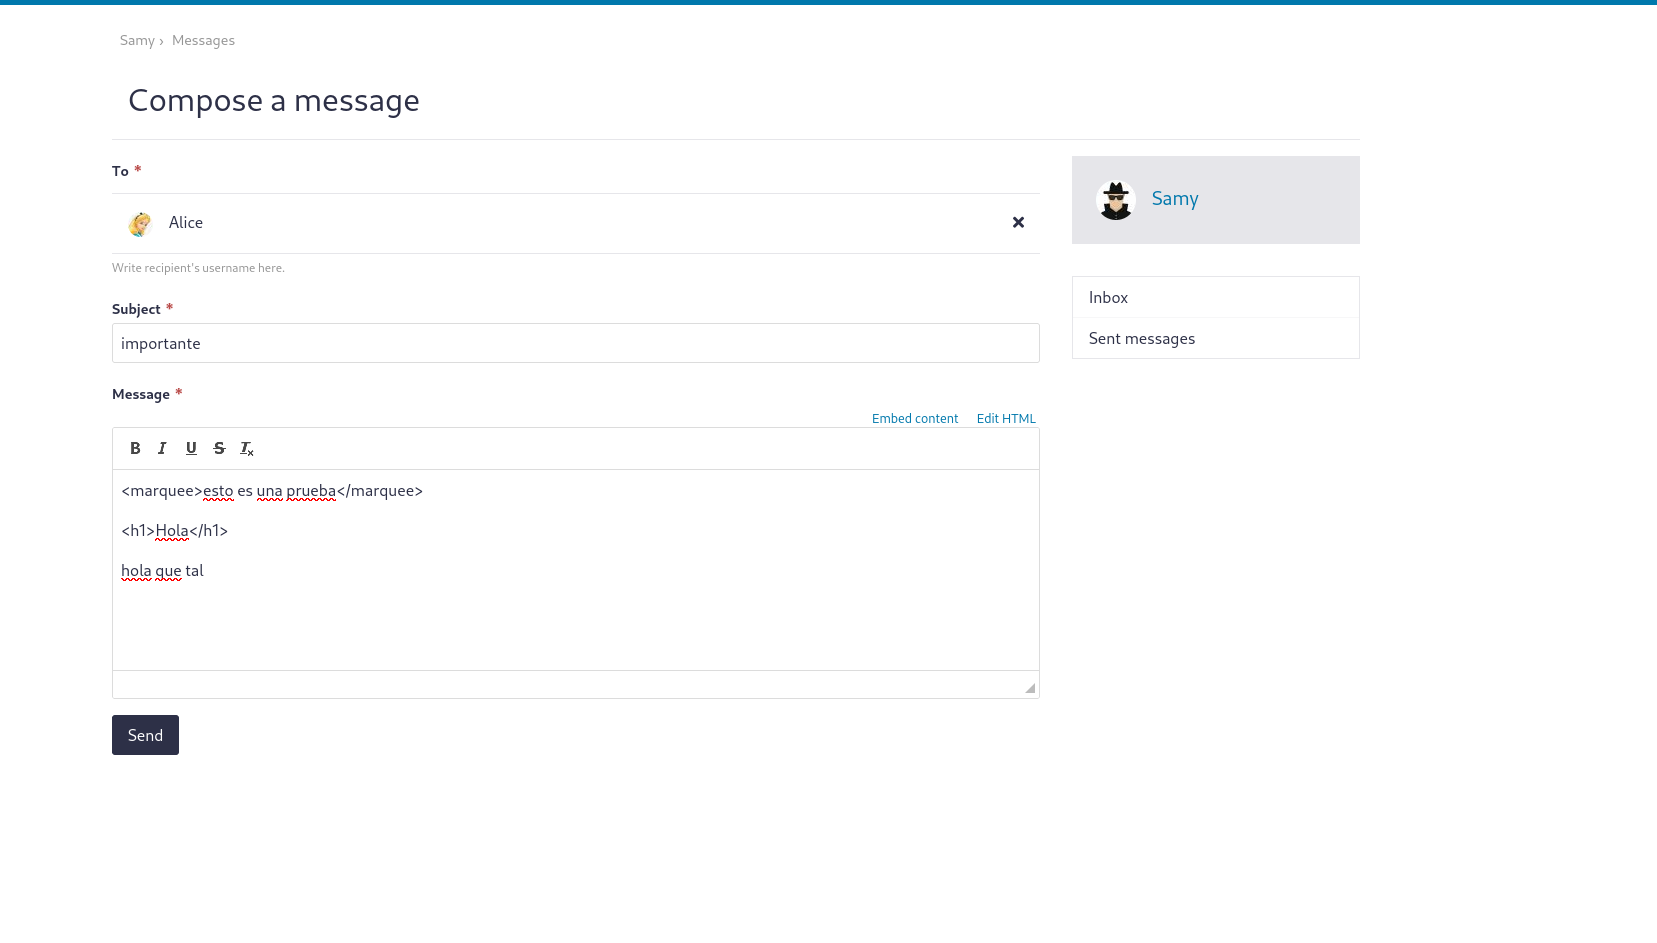 Samy › Messages
Compose a message
To *
Alice
Write recipient's username here.
Subject *
importante
Message *
Embed content Edit HTML
B I U S Tx
<marquee>esto es una prueba</marquee>
<h1>Hola</h1>
hola que tal
Send
Samy
Inbox
Sent messages